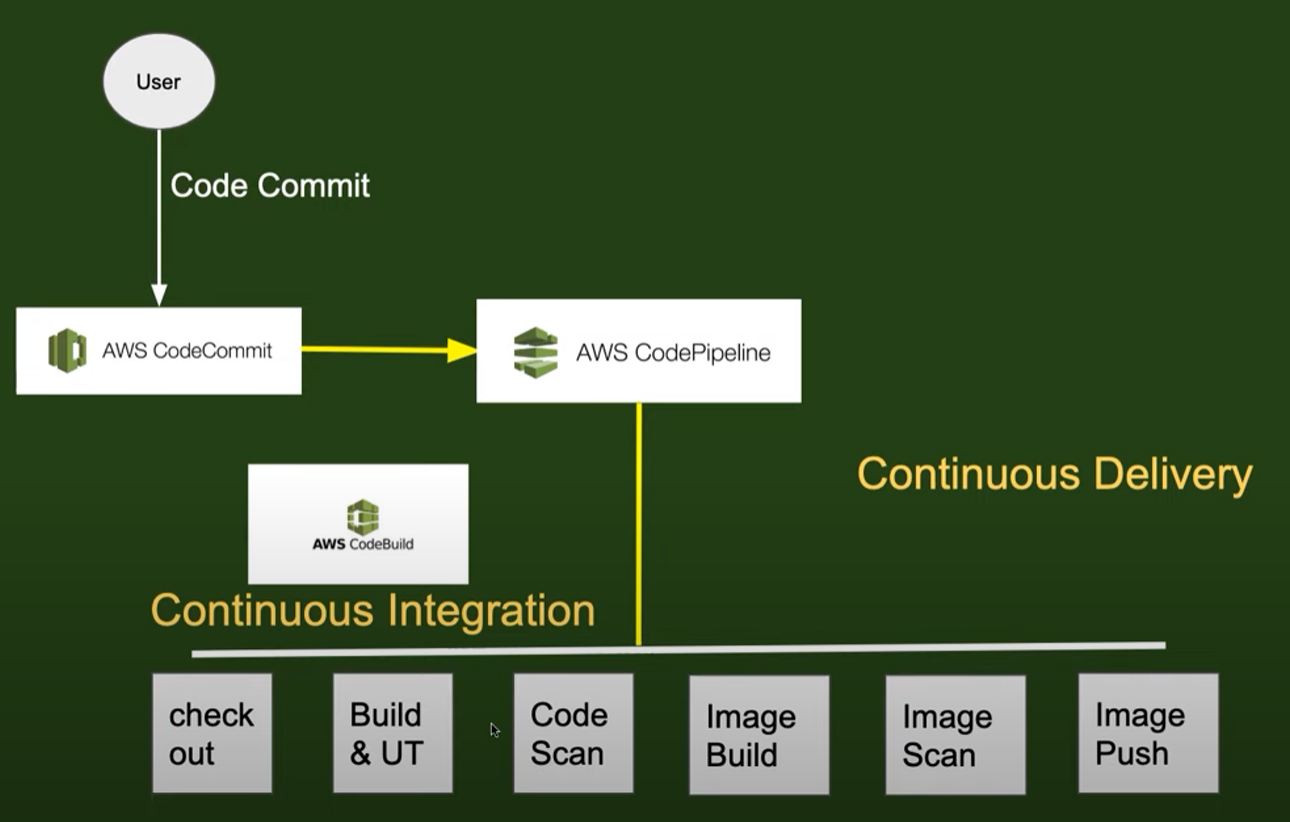 User
Code Commit
AWS CodeCommit
AWS CodePipeline
Continuous Delivery
AWS CodeBuild
Continuous Integration
check
out
Build
& UT
Code
Scan
Image
Build
Image
Scan
Image
Push